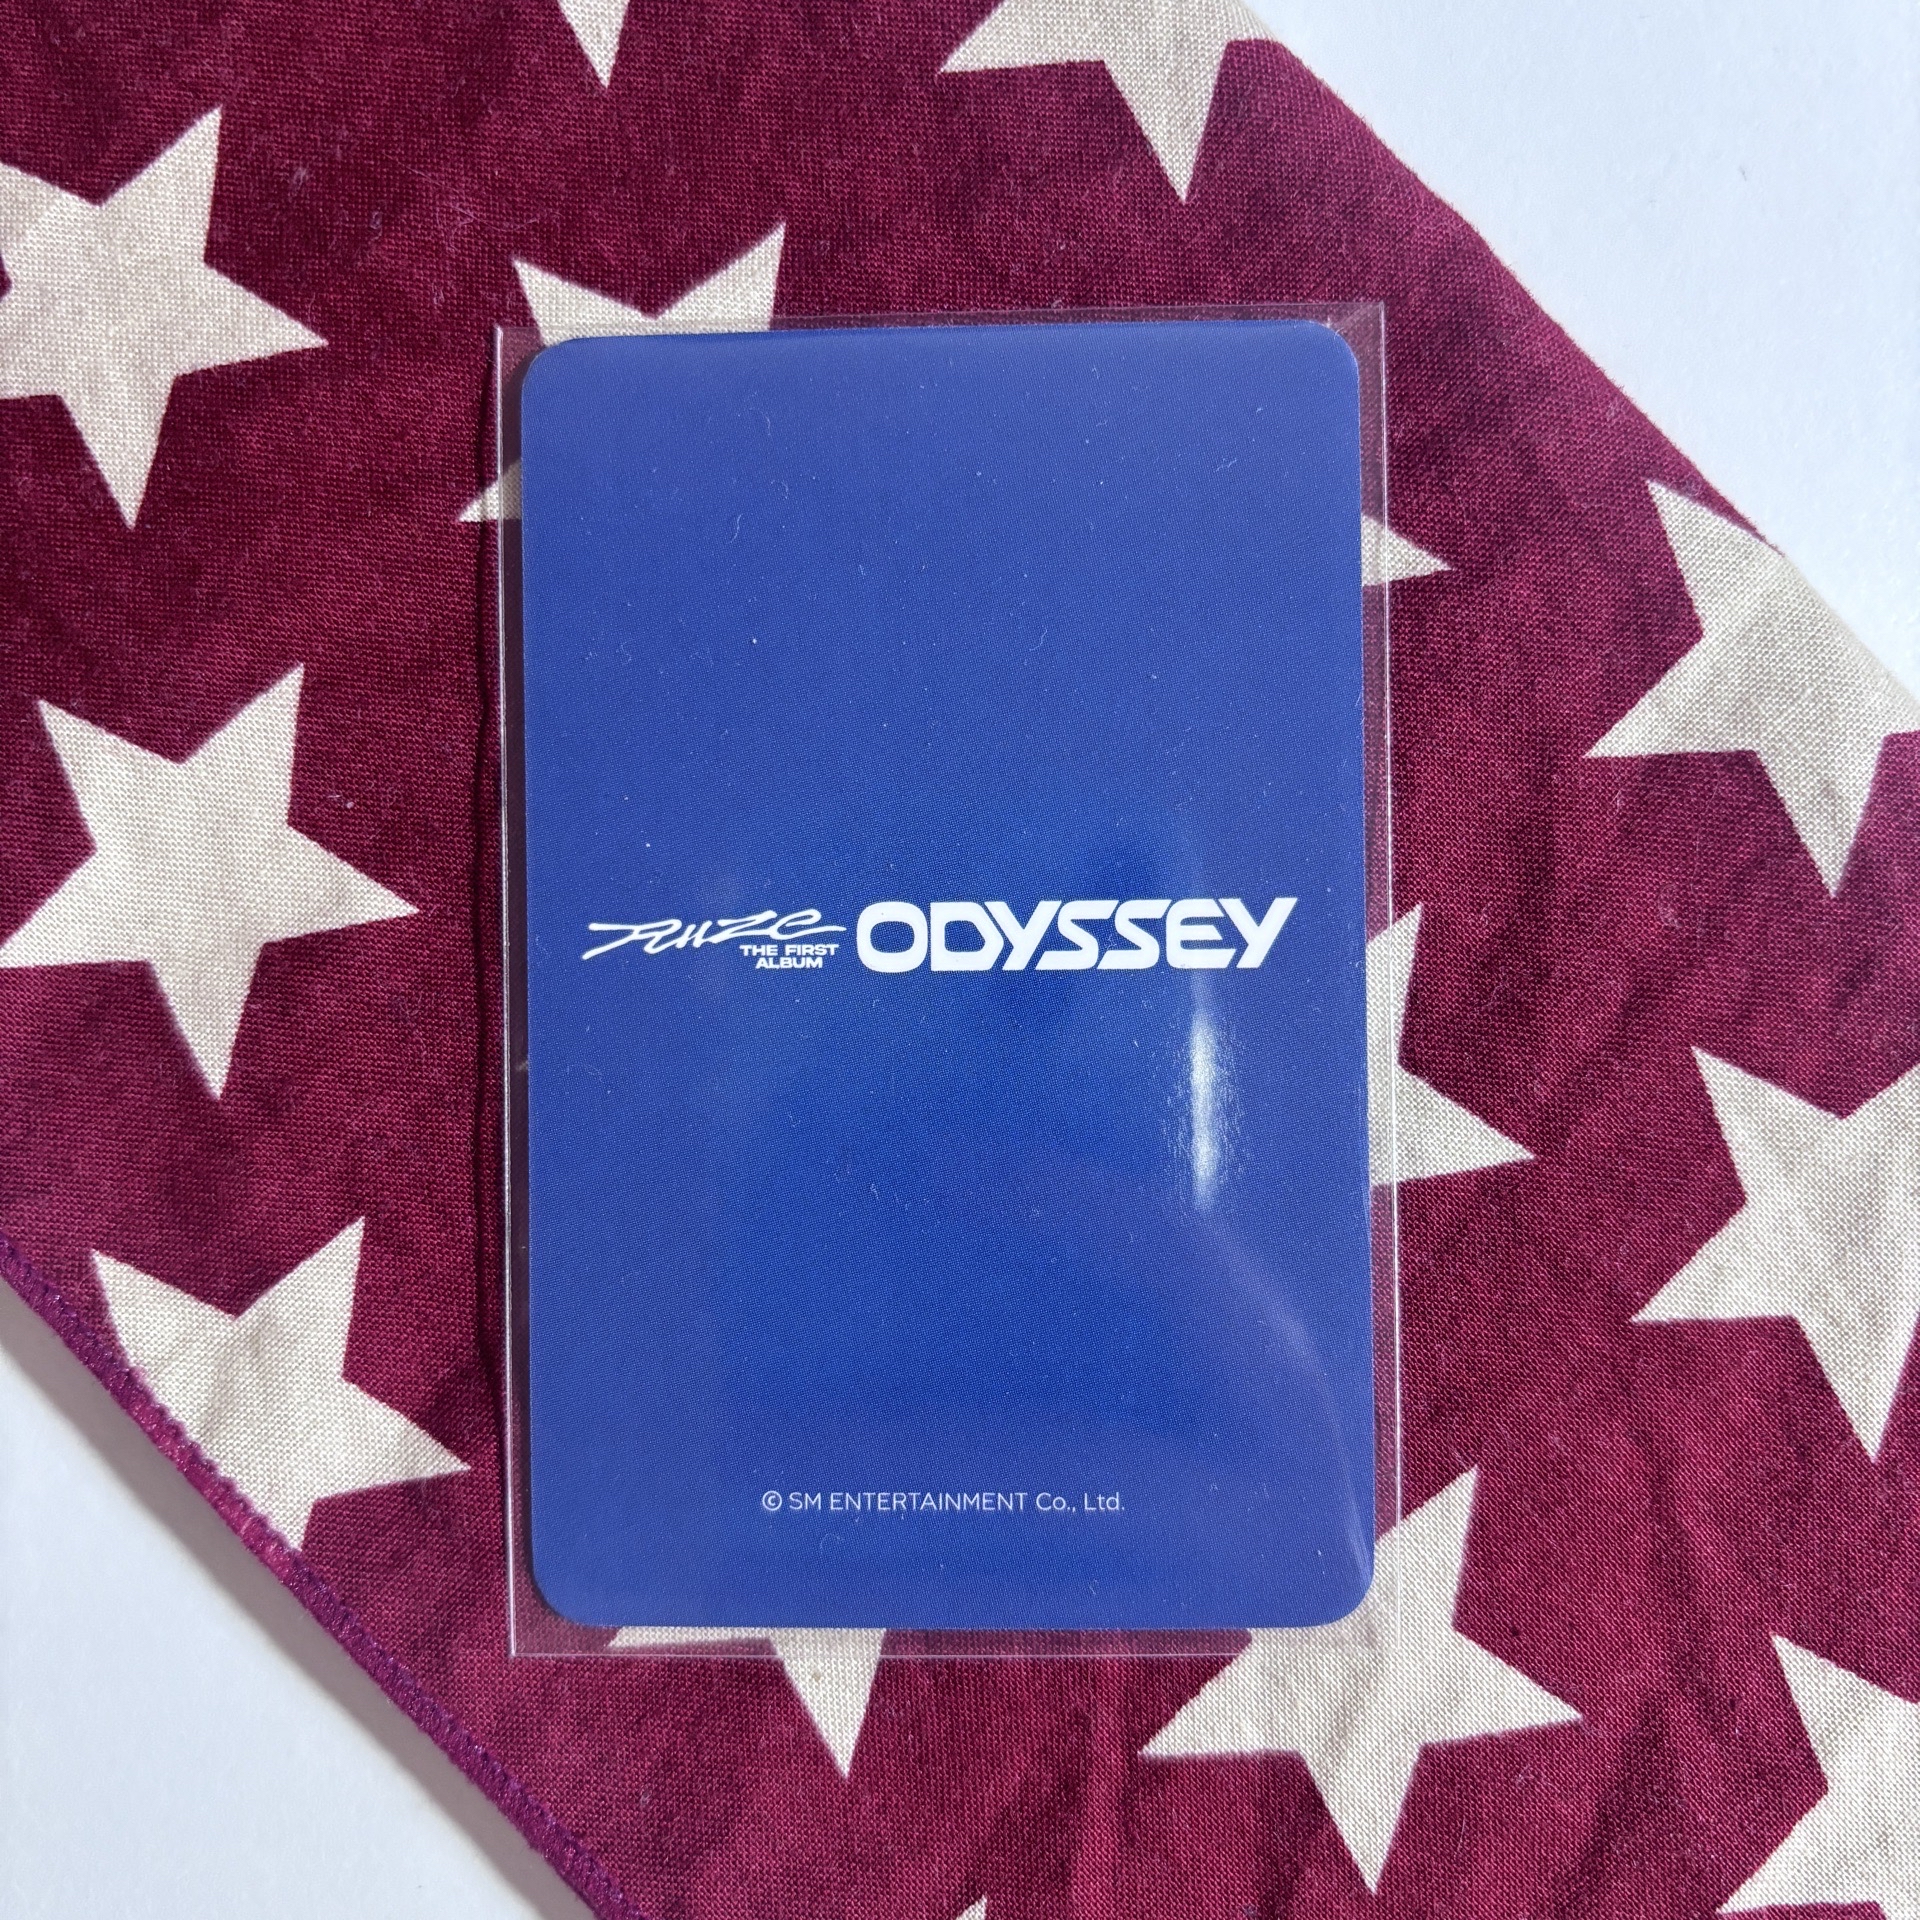 RIIZE
THE FIRST
ALBUM
ODYSSEY
© SM ENTERTAINMENT Co., Ltd.